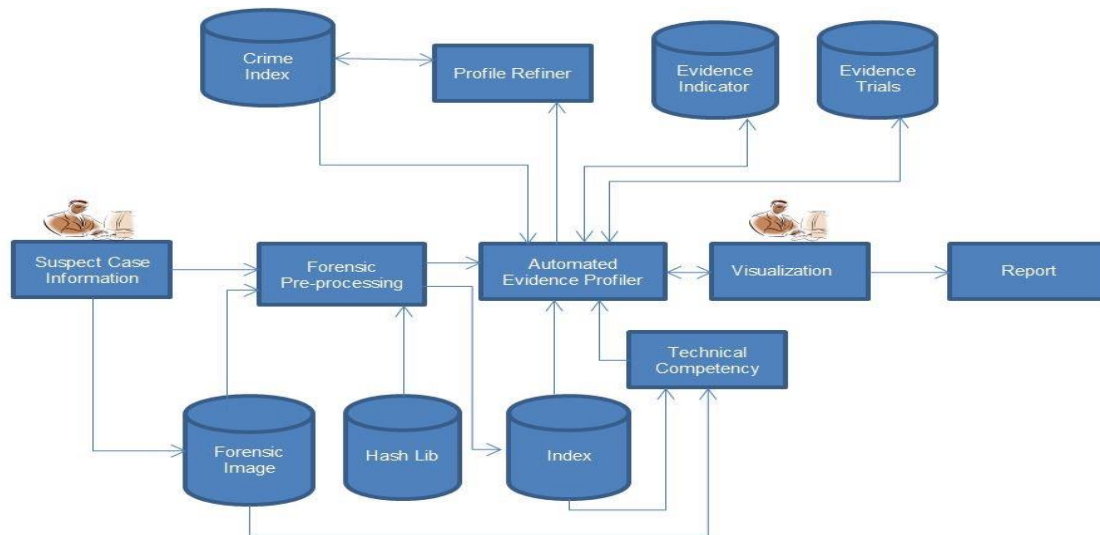 Crime
Index
Profile Refiner
Evidence
Indicator
Evidence
Trials
Suspect Case
Information
Forensic
Pre-processing
Automated
Evidence Profiler
Visualization
Report
Technical
Competency
Forensic
Image
Hash Lib
Index